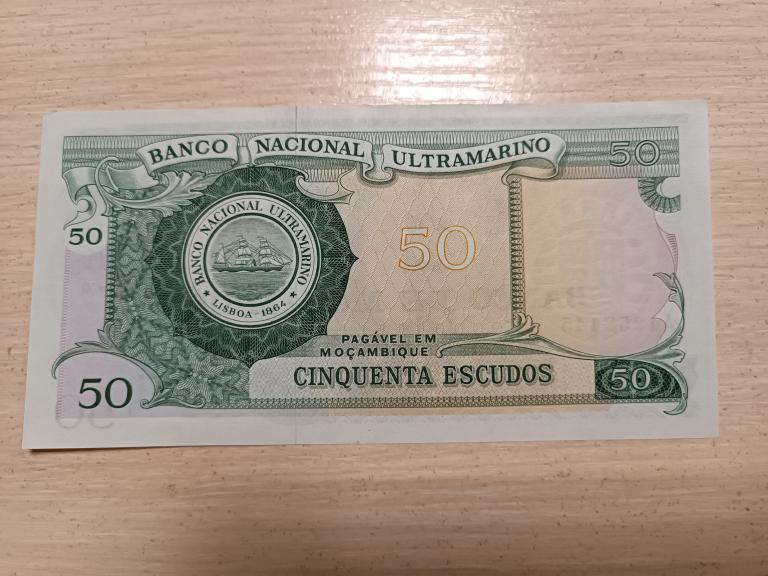 BANCO NACIONAL ULTRAMARINO
50
50
BANCO NACIONAL ULTRAMARINO
★ LISBOA - 1864 ★
50
PAGÁVEL EM
MOÇAMBIQUE
CINQUENTA ESCUDOS
50
50